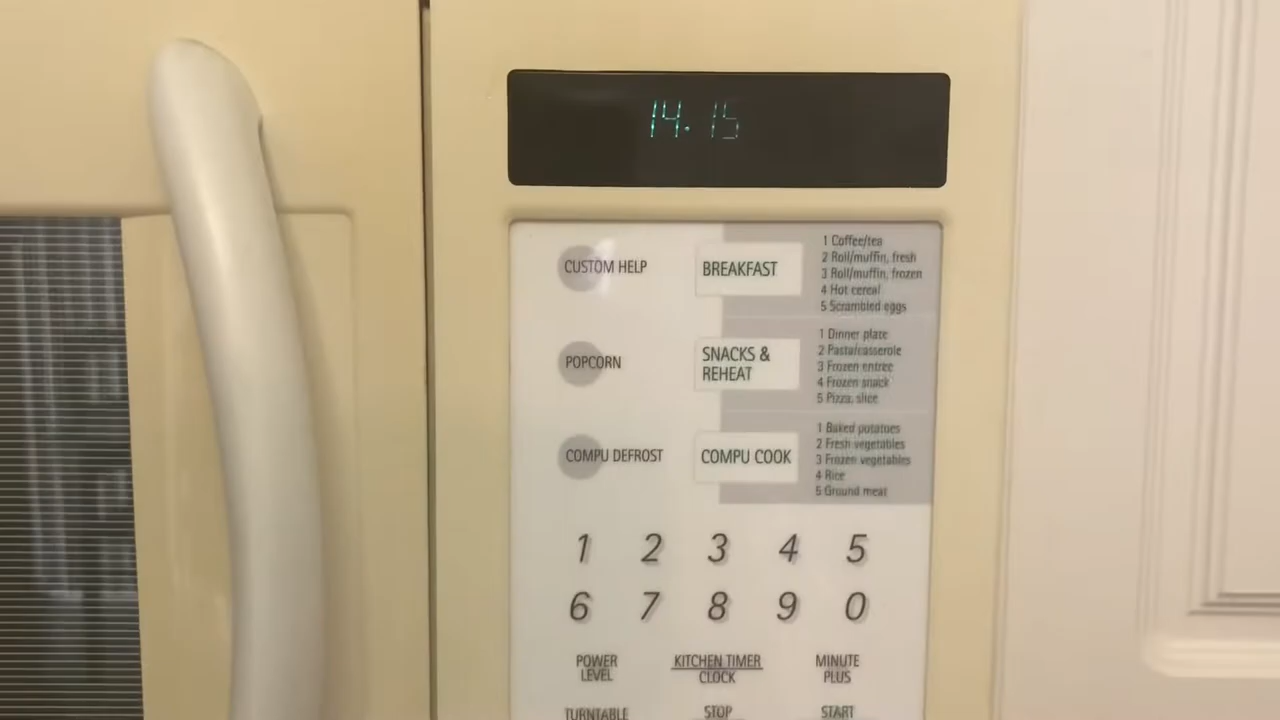 14.15
CUSTOM HELP
BREAKFAST
1 Coffee/tea
2 Roll/muffin, fresh
3 Roll/muffin, frozen
4 Hot cereal
5 Scrambled eggs
POPCORN
SNACKS &
REHEAT
1 Dinner plate
2 Pasta/casserole
3 Frozen entree
4 Frozen snack
5 Pizza, slice
COMPU DEFROST
COMPU COOK
1 Baked potatoes
2 Fresh vegetables
3 Frozen vegetables
4 Rice
5 Ground meat
1 2 3 4 5
6 7 8 9 0
POWER
LEVEL
KITCHEN TIMER
CLOCK
MINUTE
PLUS
TURNTABLE
STOP
START